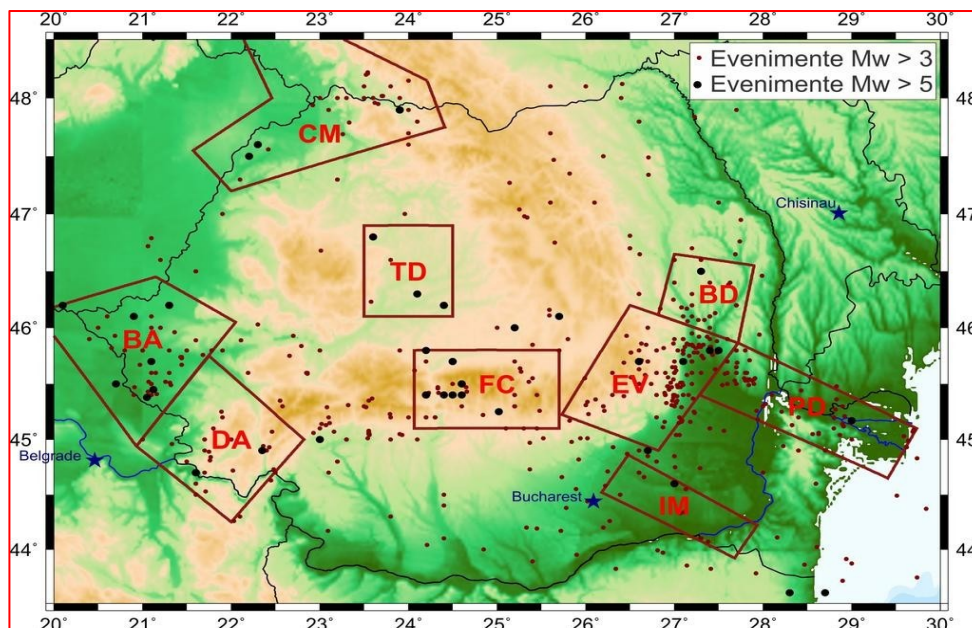 20˚ 21 22 23 24 25 26 27 28 29 30
Evenimente Mw > 3
Evenimente Mw > 5
48˚ 48
CM
47˚ 47
Chisinau
TD
BD
46˚ 46
BA
EV
FC
PD
DA
45˚ 45
Belgrade
Bucharest
IM
44˚ 44
20˚ 21˚ 22˚ 23˚ 24˚ 25˚ 26˚ 27˚ 28˚ 29˚ 30˚